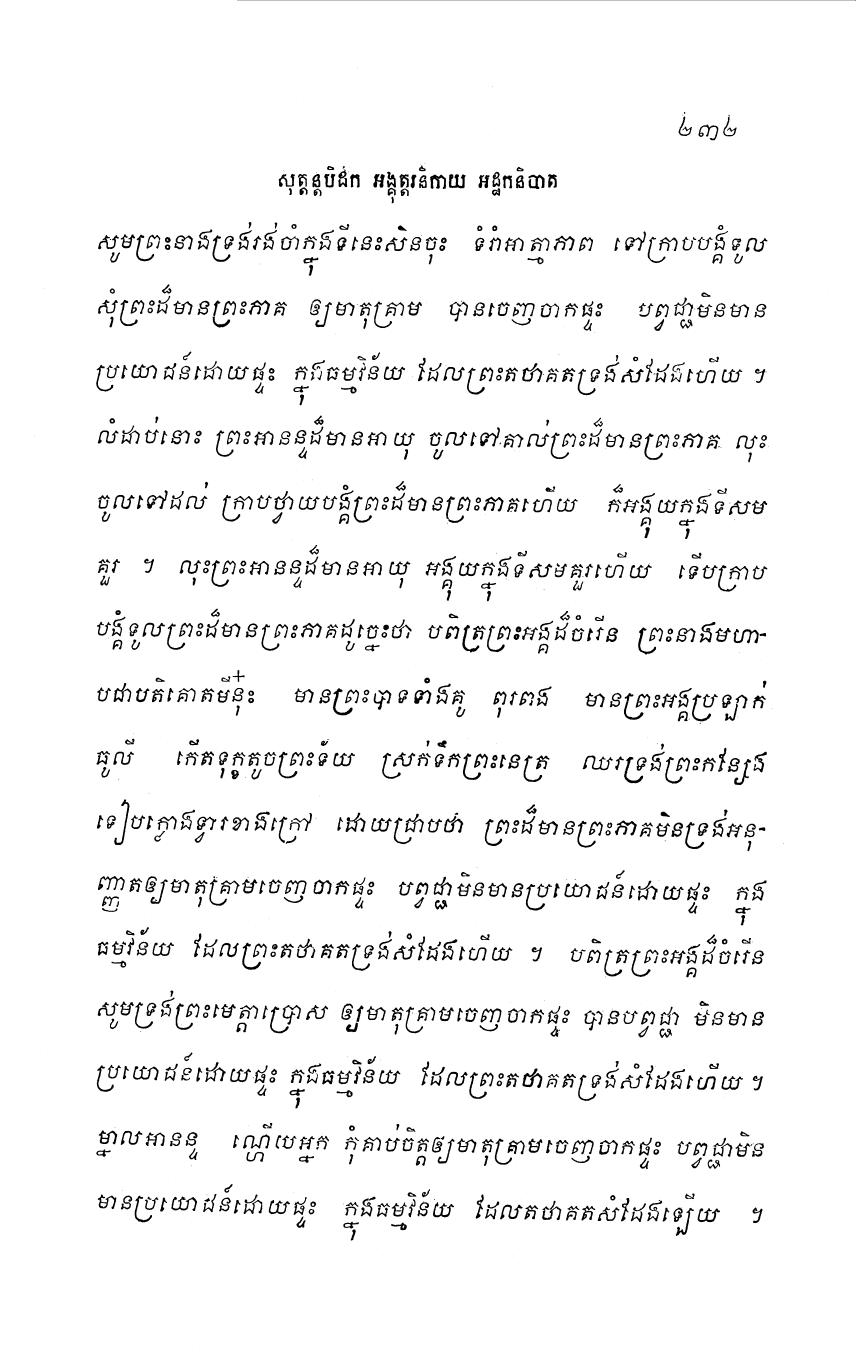 ២៣២
សុត្តន្តបិដក អង្គុត្តរនិកាយ អដ្ឋកនិបាត
សូមព្រះនាងទ្រង់រង់ចាំក្នុងទីនេះសិនចុះ ទំរាំអាត្មាភាព ទៅក្រាបបង្គំទូល
សុំព្រះដ៏មានព្រះភាគ ឲ្យមាតុគ្រាម បានចេញចាកផ្ទះ បព្វជ្ជាមិនមាន
ប្រយោជន៍ដោយផ្ទះ ក្នុងធម្មវិន័យ ដែលព្រះតថាគតទ្រង់សំដែងហើយ ។
លំដាប់នោះ ព្រះអានន្ទដ៏មានអាយុ ចូលទៅគាល់ព្រះដ៏មានព្រះភាគ លុះ
ចូលទៅដល់ ក្រាបថ្វាយបង្គំព្រះដ៏មានព្រះភាគហើយ ក៏អង្គុយក្នុងទីសម
គួរ ។ លុះព្រះអានន្ទដ៏មានអាយុ អង្គុយក្នុងទីសមគួរហើយ ទើបក្រាប
បង្គំទូលព្រះដ៏មានព្រះភាគដូច្នេះថា បពិត្រព្រះអង្គដ៏ចំរើន ព្រះនាងមហា-
បជាបតិគោតមីនុ៎ះ មានព្រះបាទទាំងគូ ពុរពង មានព្រះអង្គប្រឡាក់
ធូលី កើតទុក្ខតូចព្រះទ័យ ស្រក់ទឹកព្រះនេត្រ ឈរទ្រង់ព្រះកន្សែង
ទៀបក្លោងទ្វារខាងក្រៅ ដោយជ្រាបថា ព្រះដ៏មានព្រះភាគមិនទ្រង់អនុ-
ញ្ញាតឲ្យមាតុគ្រាមចេញចាកផ្ទះ បព្វជ្ជាមិនមានប្រយោជន៍ដោយផ្ទះ ក្នុង
ធម្មវិន័យ ដែលព្រះតថាគតទ្រង់សំដែងហើយ ។ បពិត្រព្រះអង្គដ៏ចំរើន
សូមទ្រង់ព្រះមេត្តាប្រោស ឲ្យមាតុគ្រាមចេញចាកផ្ទះ បានបព្វជ្ជា មិនមាន
ប្រយោជន៍ដោយផ្ទះ ក្នុងធម្មវិន័យ ដែលព្រះតថាគតទ្រង់សំដែងហើយ ។
ម្នាលអានន្ទ ណ្ហើយអ្នក កុំគាប់ចិត្តឲ្យមាតុគ្រាមចេញចាកផ្ទះ បព្វជ្ជាមិន
មានប្រយោជន៍ដោយផ្ទះ ក្នុងធម្មវិន័យ ដែលតថាគតសំដែងឡើយ ។